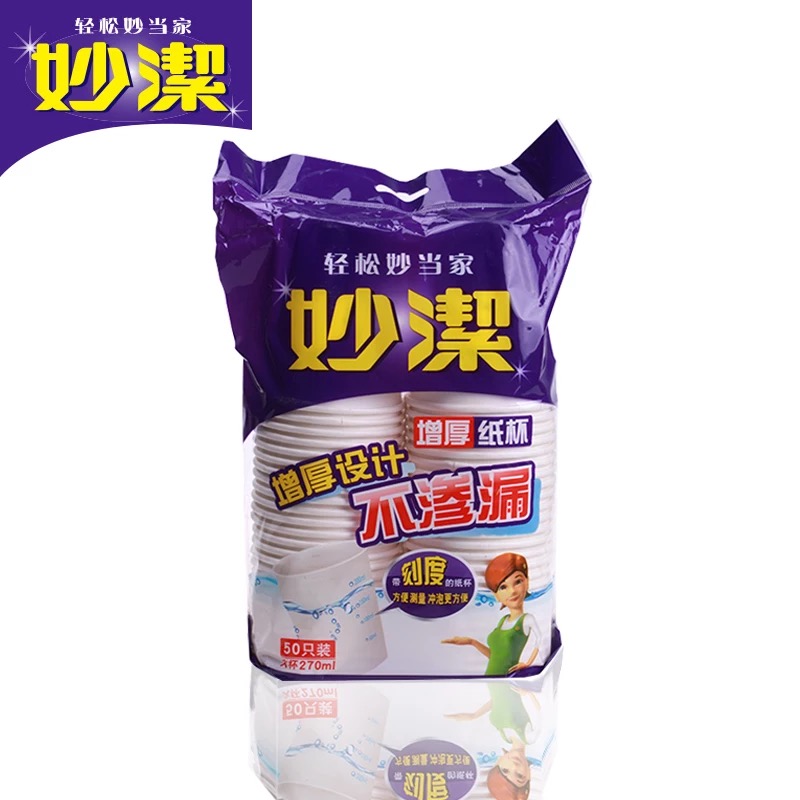 轻松妙当家
妙潔
轻松妙当家
妙潔
增厚纸杯
增厚设计
不渗漏
带刻度的纸杯
方便测量 冲泡更方便
50只装
270ml